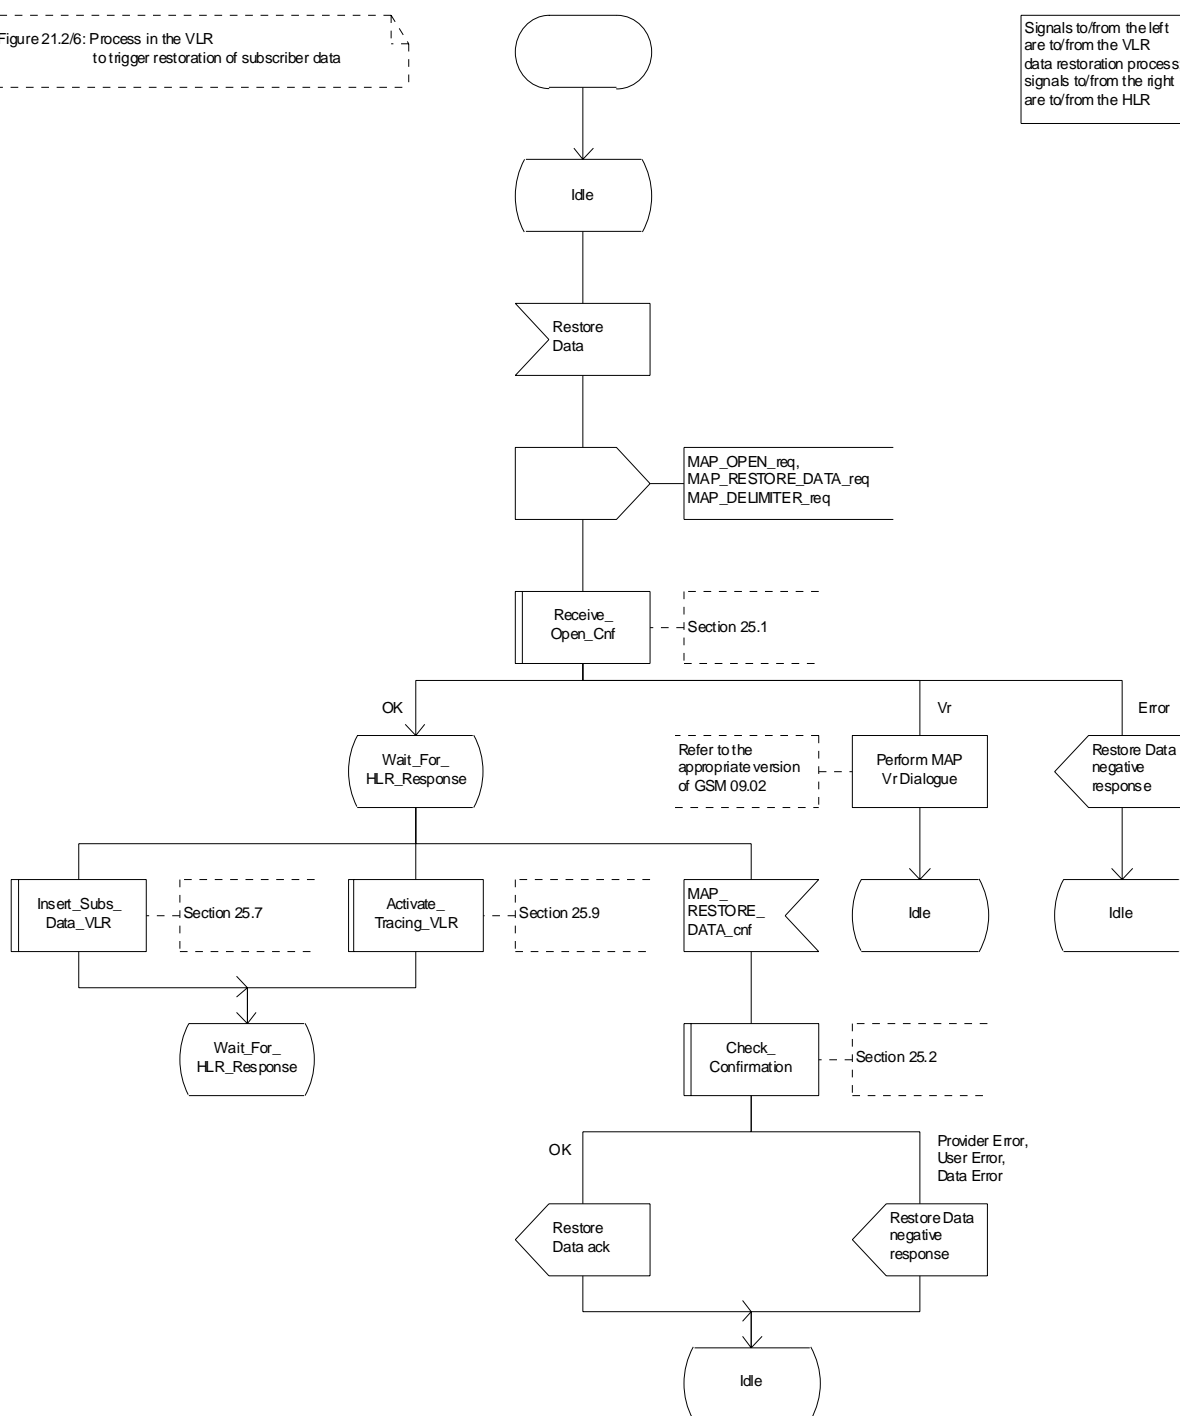 Figure 21.2/6: Process in the VLR
to trigger restoration of subscriber data
Signals to/from the left
are to/from the VLR
data restoration process
signals to/from the right
are to/from the HLR
Idle
Restore
Data
MAP_OPEN_req,
MAP_RESTORE_DATA_req
MAP_DELIMITER_req
Receive_
Open_Cnf
Section 25.1
OK
Vr
Error
Wait_For_
HLR_Response
Refer to the
appropriate version
of GSM 09.02
Perform MAP
Vr Dialogue
Restore Data
negative
response
Insert_Subs_
Data_VLR
Section 25.7
Activate_
Tracing_VLR
Section 25.9
MAP_
RESTORE_
DATA_cnf
Idle
Idle
Wait_For_
HLR_Response
Check_
Confirmation
Section 25.2
OK
Provider Error,
User Error,
Data Error
Restore
Data ack
Restore Data
negative
response
Idle